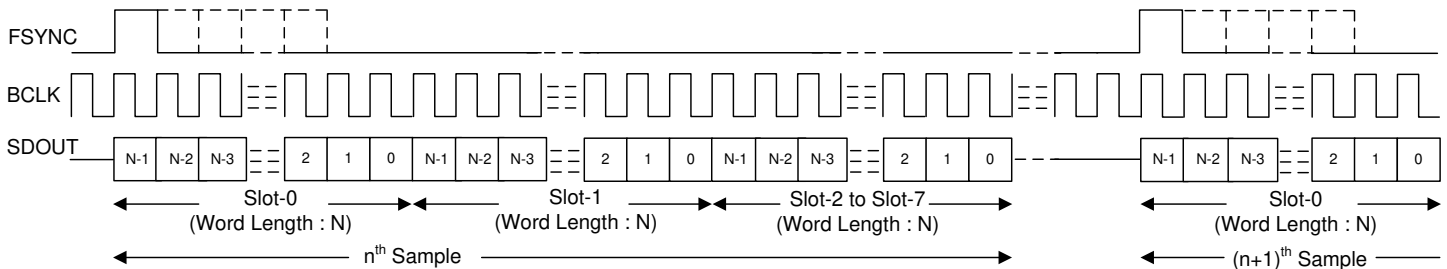 FSYNC
BCLK
SDOUT
N-1 N-2 N-3 2 1 0 N-1 N-2 N-3 2 1 0 N-1 N-2 N-3 2 1 0 N-1 N-2 N-3 2 1 0
Slot-0 Slot-1 Slot-2 to Slot-7 Slot-0
(Word Length : N) (Word Length : N) (Word Length : N) (Word Length : N)
nth Sample (n+1)th Sample